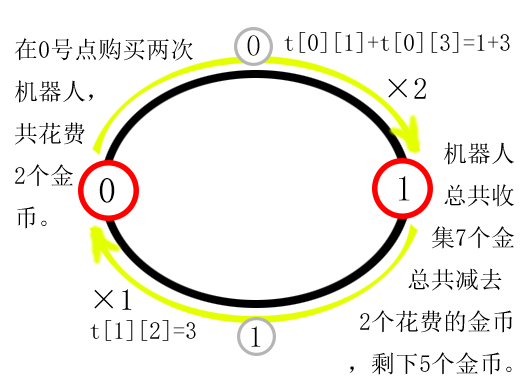 在0号点购买两次
机器人，
共花费
2个金
币。
0
t[0][1]+t[0][3]=1+3
×2
0
1
机器人
总共收
集7个金
总共减去
2个花费的金币
，剩下5个金币。
×1
t[1][2]=3
1